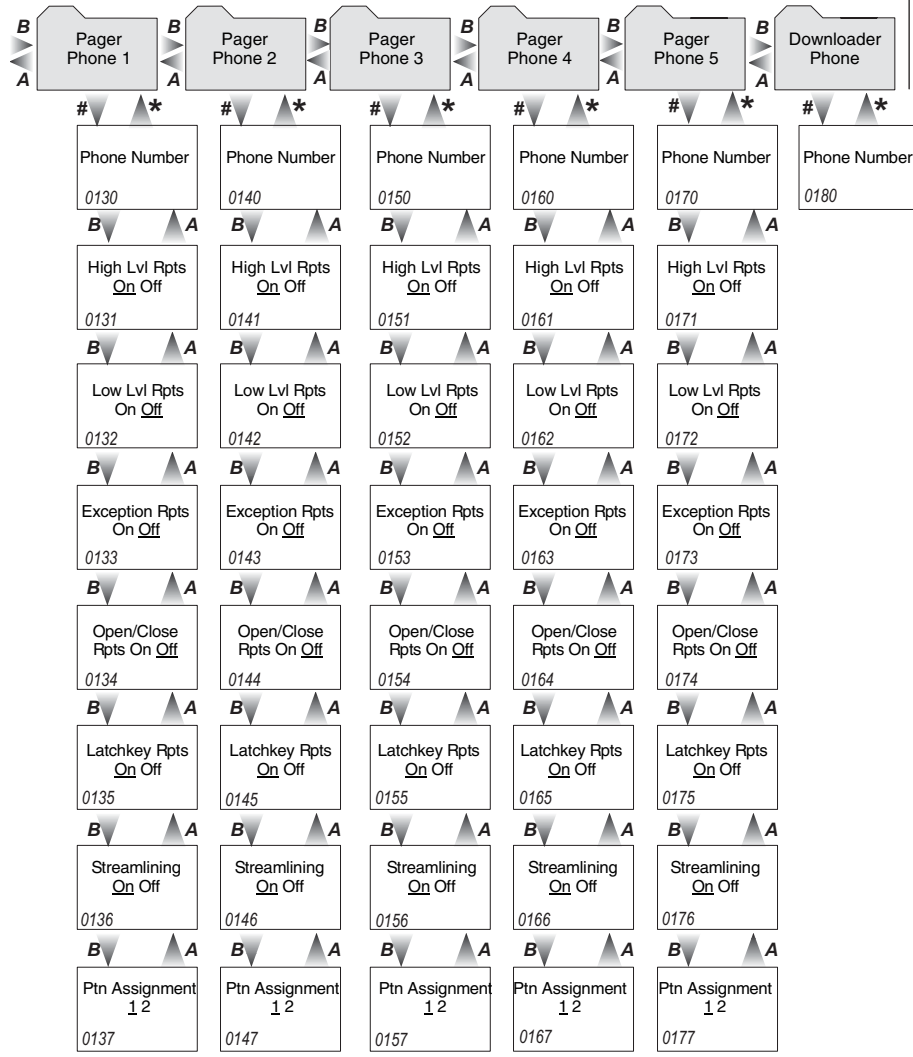 B Pager B Pager B Pager B Pager B Pager B Downloader
A Phone 1 A Phone 2 A Phone 3 A Phone 4 A Phone 5 A Phone
# * # * # * # * # * # *
Phone Number Phone Number Phone Number Phone Number Phone Number Phone Number
0130 0140 0150 0160 0170 0180
B A B A B A B A B A
High Lvl Rpts High Lvl Rpts High Lvl Rpts High Lvl Rpts High Lvl Rpts
On Off On Off On Off On Off On Off
0131 0141 0151 0161 0171
B A B A B A B A B A
Low Lvl Rpts Low Lvl Rpts Low Lvl Rpts Low Lvl Rpts Low Lvl Rpts
On Off On Off On Off On Off On Off
0132 0142 0152 0162 0172
B A B A B A B A B A
Exception Rpts Exception Rpts Exception Rpts Exception Rpts Exception Rpts
On Off On Off On Off On Off On Off
0133 0143 0153 0163 0173
B A B A B A B A B A
Open/Close Open/Close Open/Close Open/Close Open/Close
Rpts On Off Rpts On Off Rpts On Off Rpts On Off Rpts On Off
0134 0144 0154 0164 0174
B A B A B A B A B A
Latchkey Rpts Latchkey Rpts Latchkey Rpts Latchkey Rpts Latchkey Rpts
On Off On Off On Off On Off On Off
0135 0145 0155 0165 0175
B A B A B A B A B A
Streamlining Streamlining Streamlining Streamlining Streamlining
On Off On Off On Off On Off On Off
0136 0146 0156 0166 0176
B A B A B A B A B A
Ptn Assignment Ptn Assignment Ptn Assignment Ptn Assignment Ptn Assignment
1 2 1 2 1 2 1 2 1 2
0137 0147 0157 0167 0177